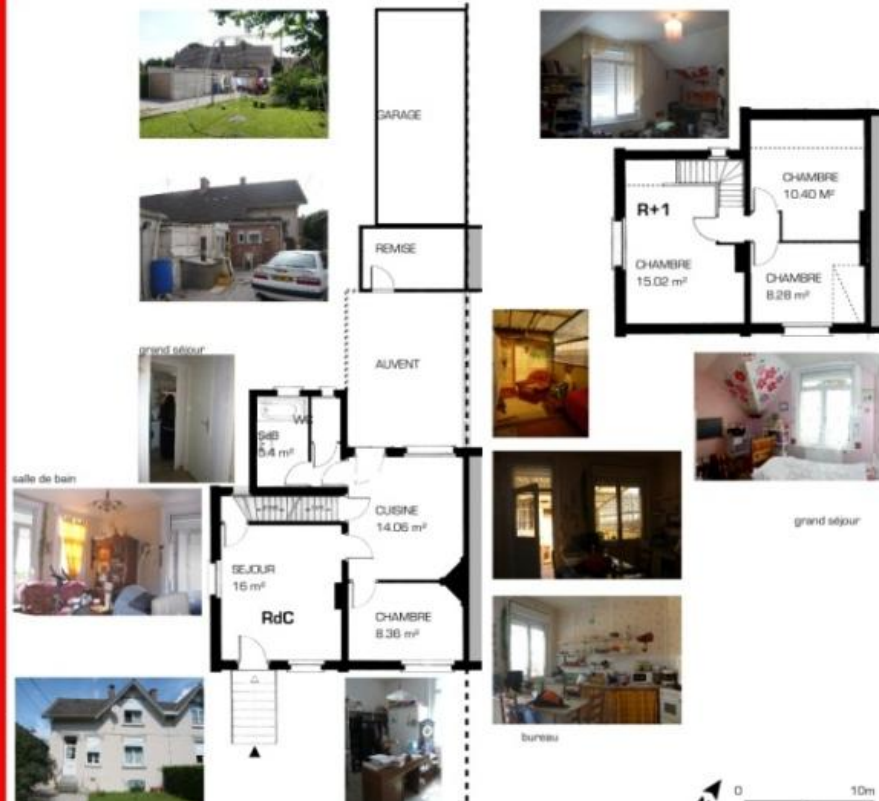 GARAGE
REMISE
AUVENT
grand séjour
WC
SdB
5.4 m²
salle de bain
CUISINE
14.06 m²
SEJOUR
16 m²
RdC
CHAMBRE
8.36 m²
CHAMBRE
10.40 M²
R+1
CHAMBRE
15.02 m²
CHAMBRE
8.28 m²
grand séjour
bureau
0 10m